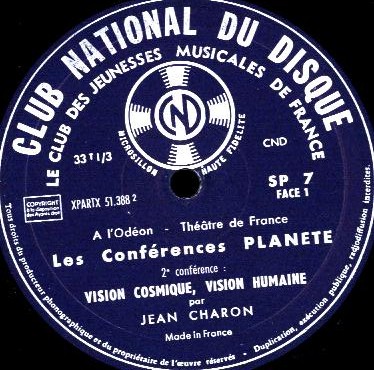 CLUB NATIONAL DU DISQUE
LE CLUB DES JEUNESSES MUSICALES DE FRANCE
CND
MICROSILLON
HAUTE FIDELITE
33 T 1/3
CND
XPARTX 51.388 2
SP 7
FACE 1
COPYRIGHT
A l'Odéon - Théâtre de France
Les Conférences PLANETE
2e conférence :
VISION COSMIQUE, VISION HUMAINE
par
JEAN CHARON
Made in France
Tous droits du producteur phonographique et du propriétaire de l'œuvre réservés - Duplication, exécution publique, radiodiffusion interdites.